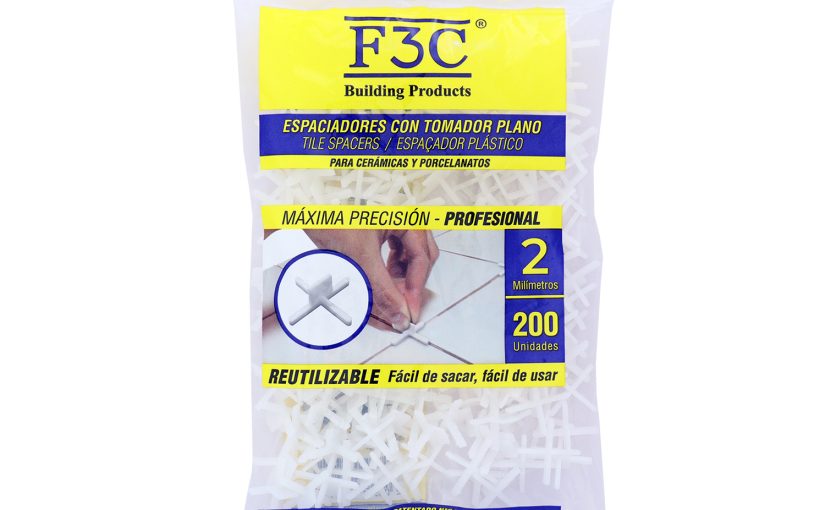 F3C®
Building Products
ESPACIADORES CON TOMADOR PLANO
TILE SPACERS / ESPAÇADOR PLÁSTICO
PARA CERÁMICAS Y PORCELANATOS
MÁXIMA PRECISIÓN - PROFESIONAL
2
Milímetros
200
Unidades
REUTILIZABLE Fácil de sacar, fácil de usar